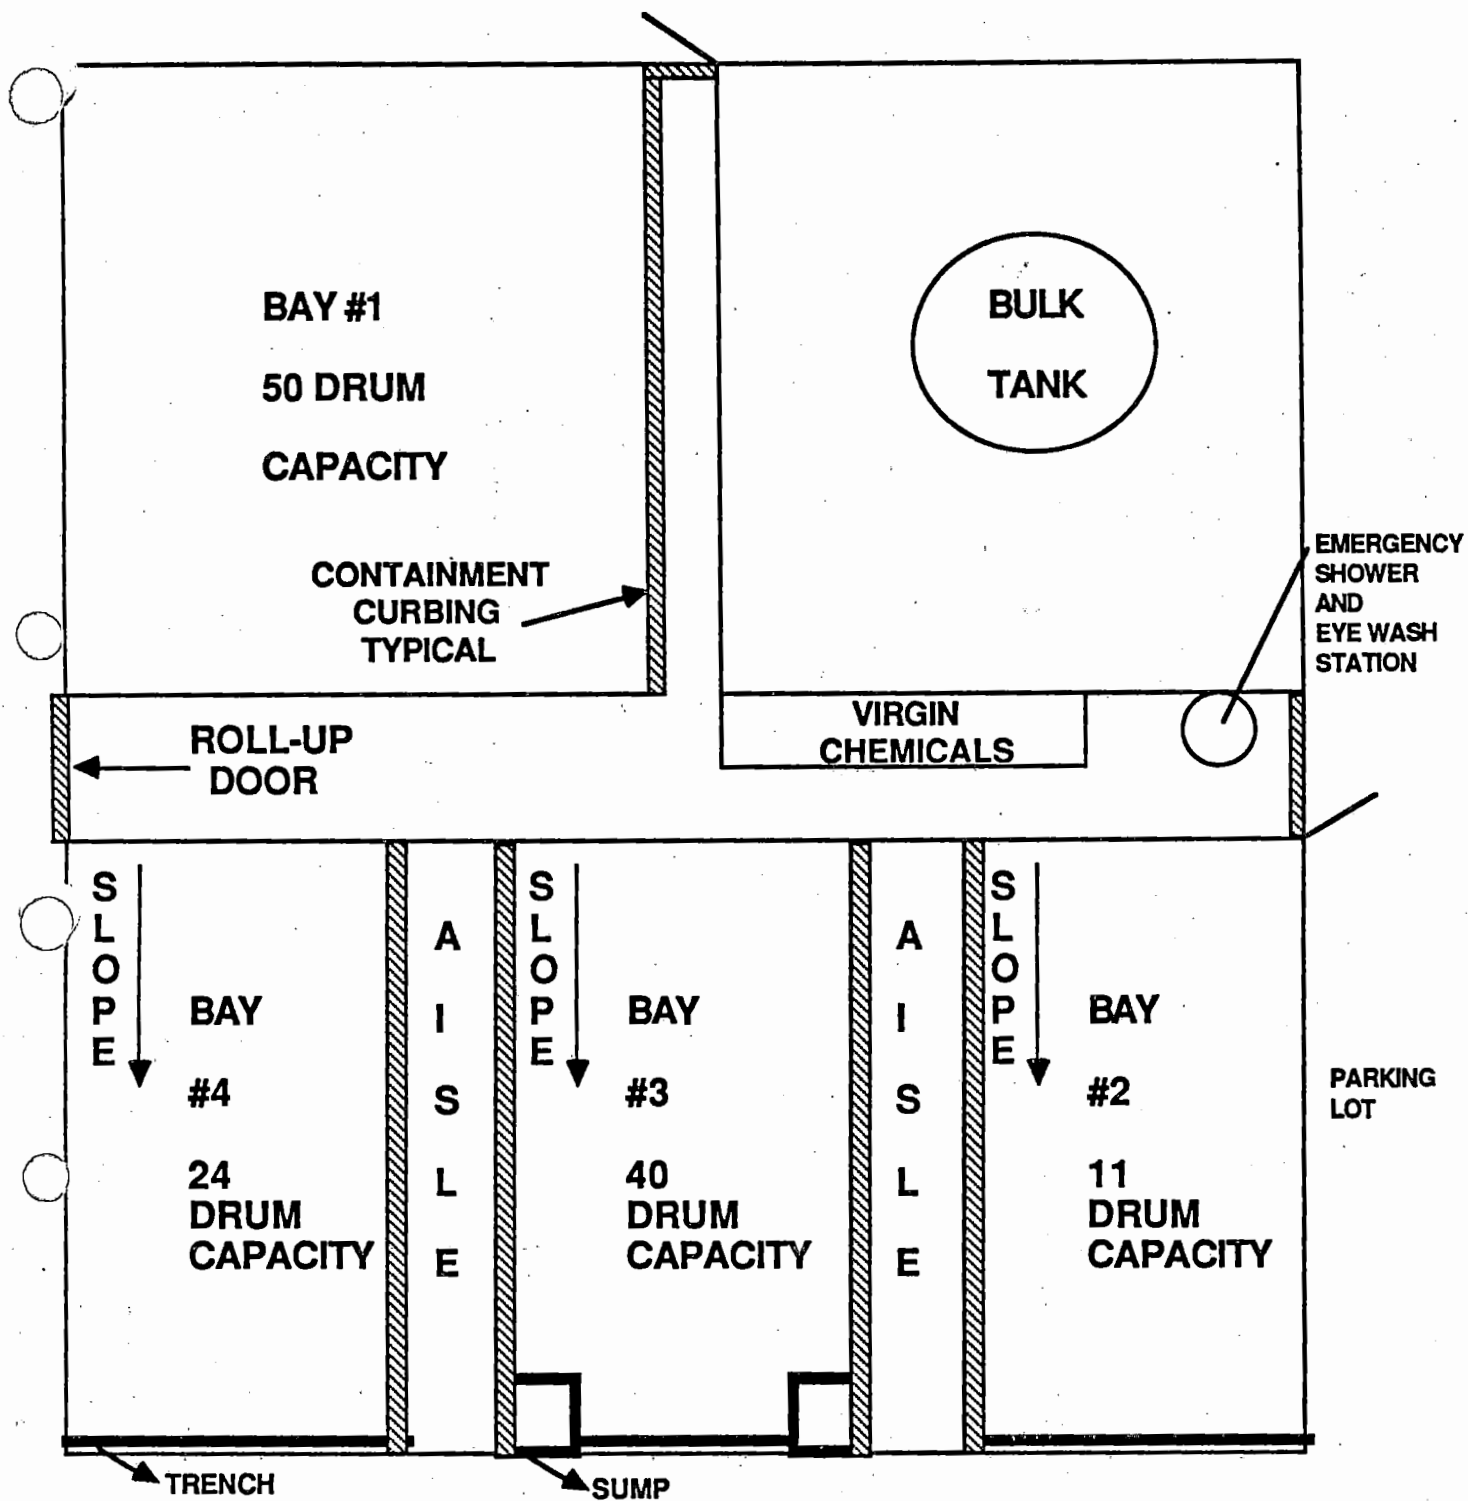 BAY #1
50 DRUM
CAPACITY
BULK
TANK
CONTAINMENT
CURBING
TYPICAL
EMERGENCY
SHOWER
AND
EYE WASH
STATION
ROLL-UP
DOOR
VIRGIN
CHEMICALS
SLOPE
BAY
#4
24
DRUM
CAPACITY
AISLE
SLOPE
BAY
#3
40
DRUM
CAPACITY
AISLE
SLOPE
BAY
#2
11
DRUM
CAPACITY
PARKING
LOT
TRENCH
SUMP